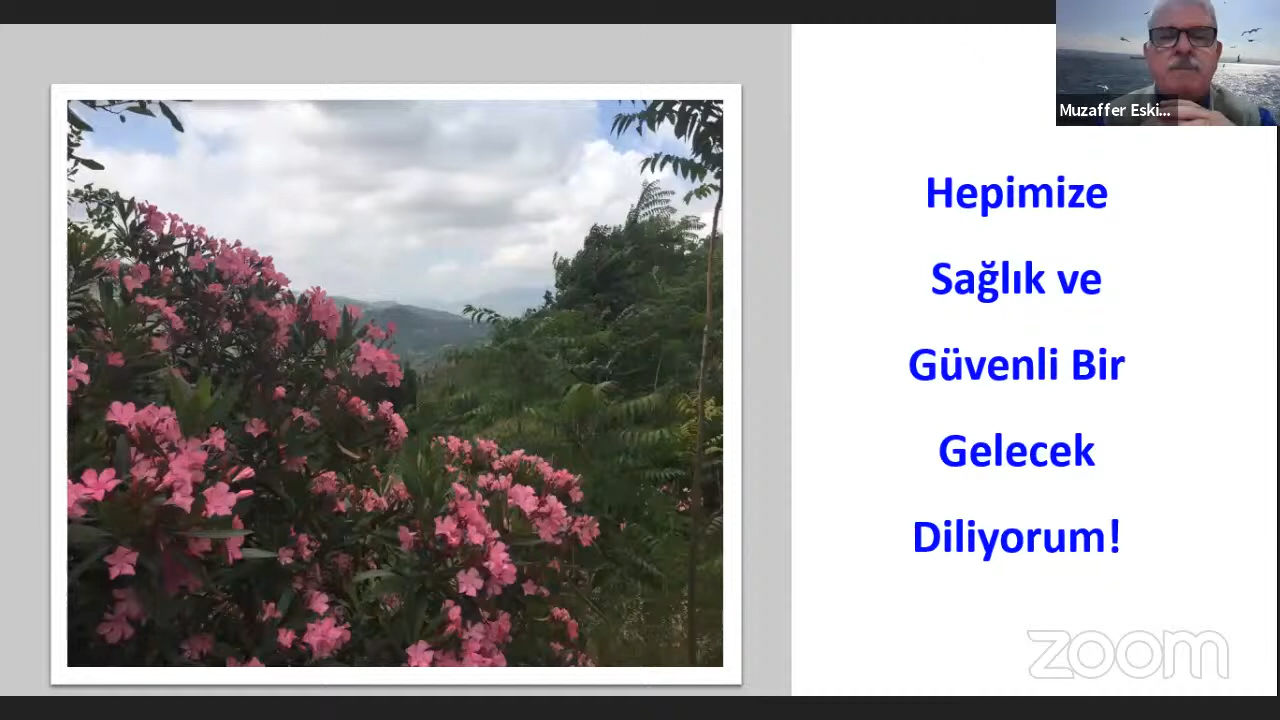 Muzaffer Eski...
Hepimize
Sağlık ve
Güvenli Bir
Gelecek
Diliyorum!
zoom